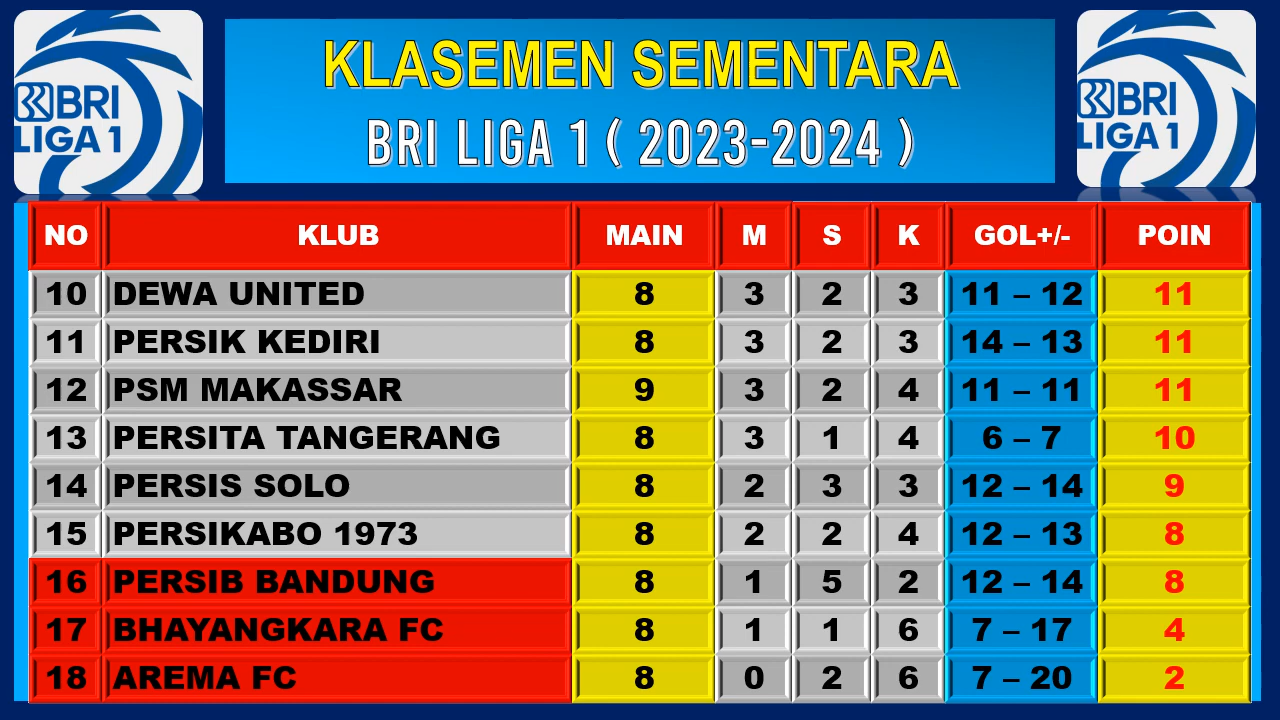 KLASEMEN SEMENTARA
BRI LIGA 1 ( 2023-2024 )
BRI
LIGA 1
BRI
LIGA 1
NO KLUB MAIN M S K GOL+/- POIN
10 DEWA UNITED 8 3 2 3 11 – 12 11
11 PERSIK KEDIRI 8 3 2 3 14 – 13 11
12 PSM MAKASSAR 9 3 2 4 11 – 11 11
13 PERSITA TANGERANG 8 3 1 4 6 – 7 10
14 PERSIS SOLO 8 2 3 3 12 – 14 9
15 PERSIKABO 1973 8 2 2 4 12 – 13 8
16 PERSIB BANDUNG 8 1 5 2 12 – 14 8
17 BHAYANGKARA FC 8 1 1 6 7 – 17 4
18 AREMA FC 8 0 2 6 7 – 20 2